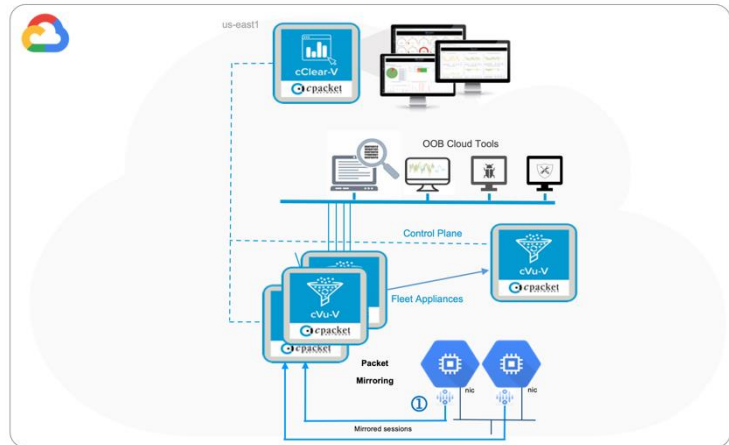 us-east1
cClear-V
cpacket
OOB Cloud Tools
Control Plane
cVu-V
cpacket
cVu-V
cpacket
Fleet Appliances
cpacket
Packet
Mirroring
nic
nic
①
Mirrored sessions